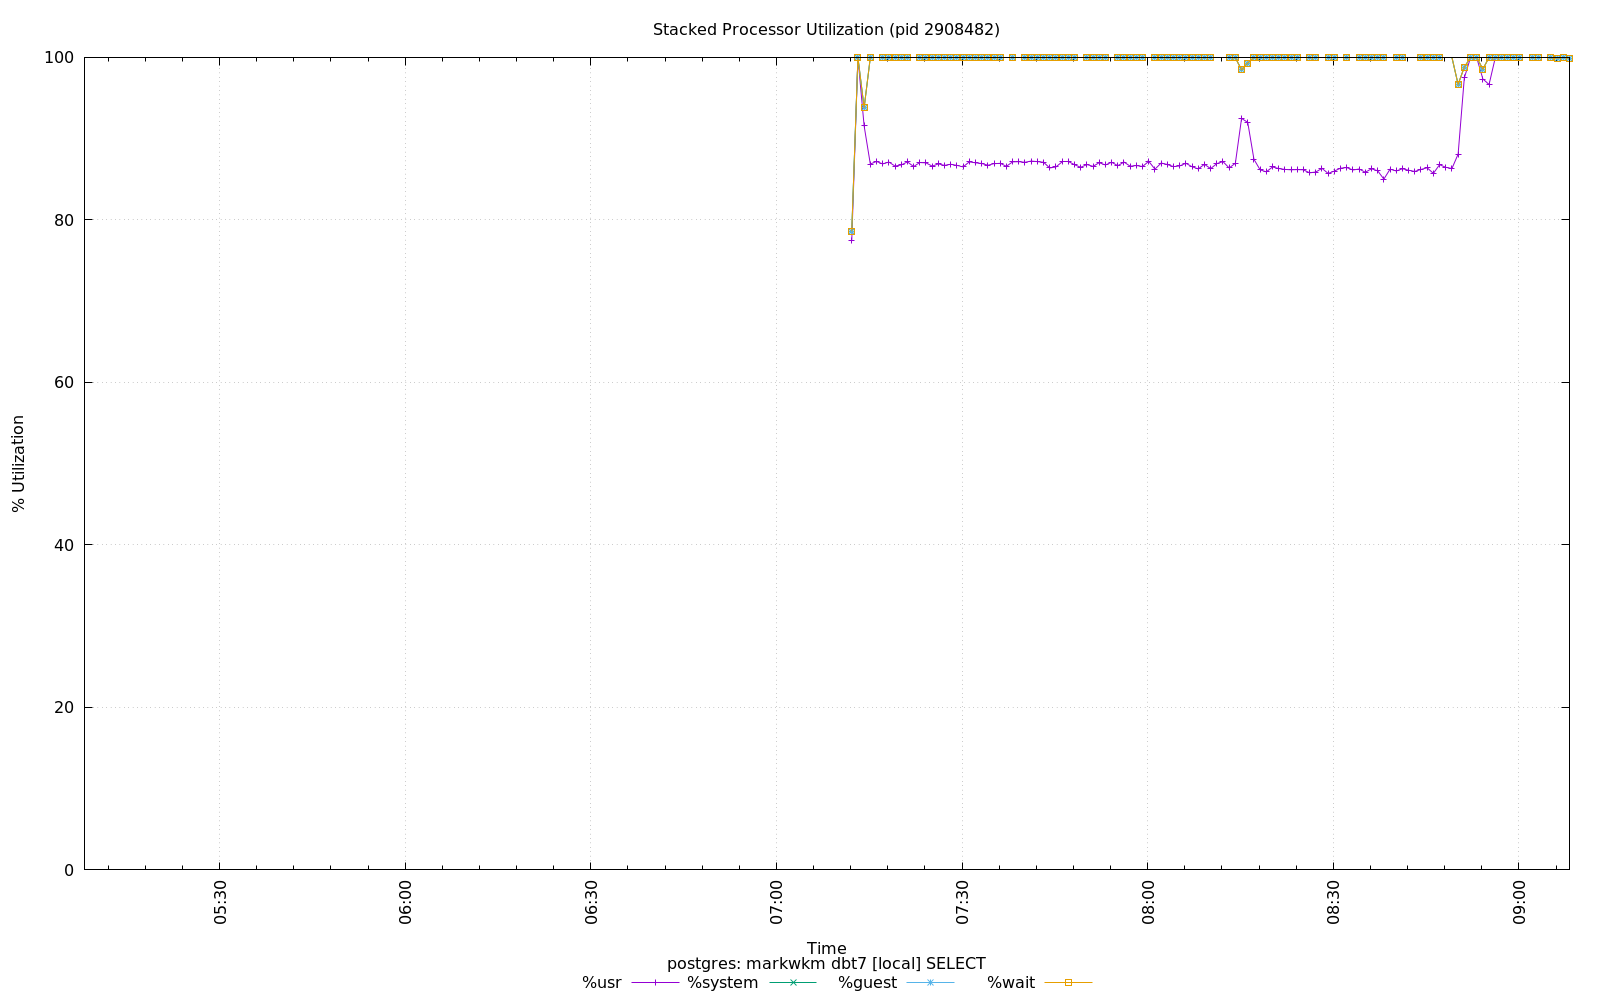 Stacked Processor Utilization (pid 2908482)
100
80
60
40
20
0
% Utilization
05:30 06:00 06:30 07:00 07:30 08:00 08:30 09:00
Time
postgres: markwkm dbt7 [local] SELECT
%usr %system %guest %wait